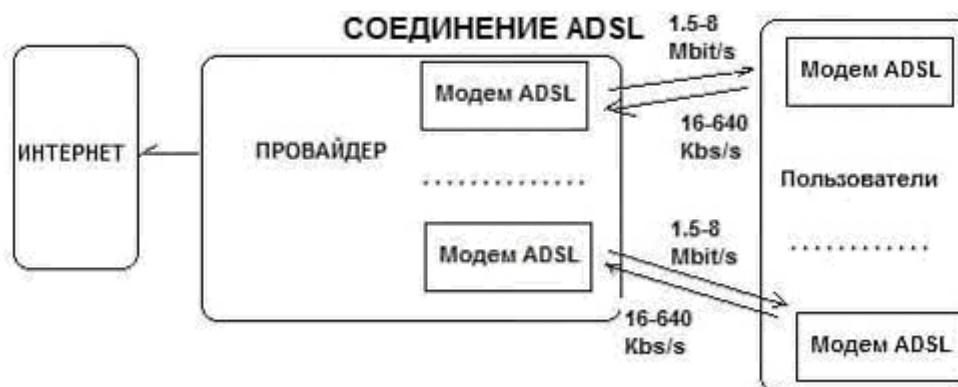 СОЕДИНЕНИЕ ADSL
1.5-8
Mbit/s
Модем ADSL
Модем ADSL
16-640
Kbs/s
ИНТЕРНЕТ
ПРОВАЙДЕР
Пользователи
1.5-8
Mbit/s
Модем ADSL
16-640
Kbs/s
Модем ADSL